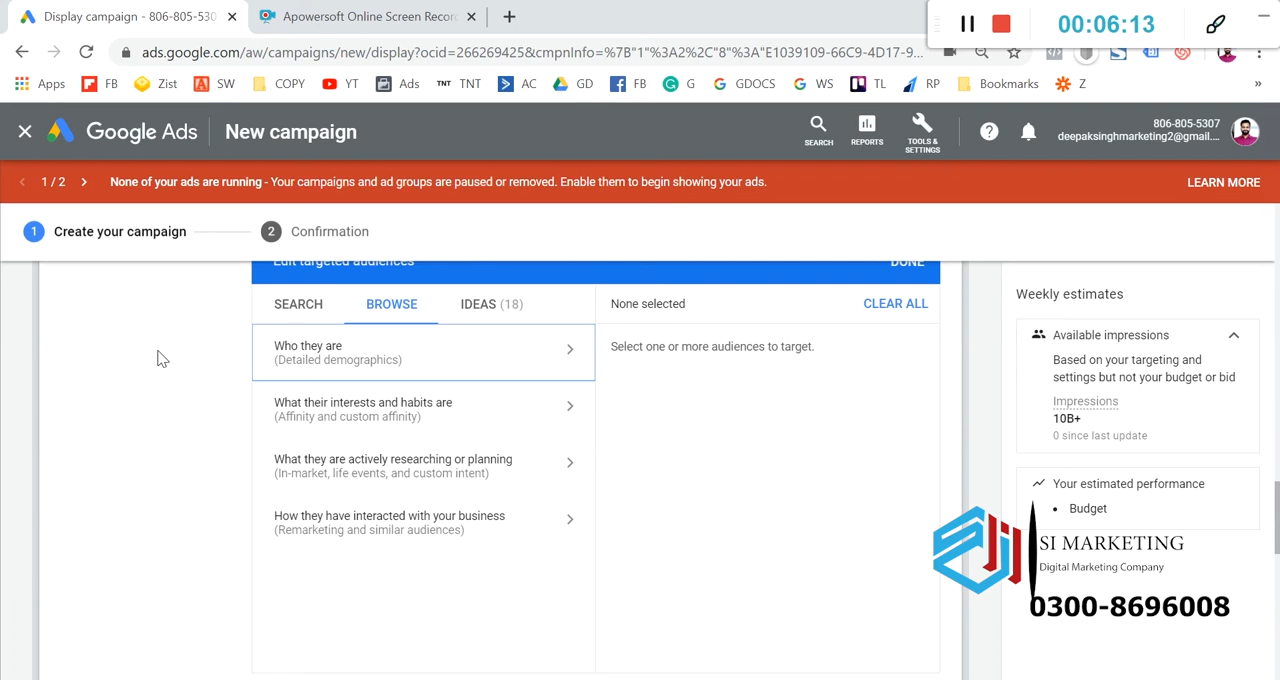 Display campaign - 806-805-530
Apowersoft Online Screen Recor
00:06:13
ads.google.com/aw/campaigns/new/display?ocid=266269425&cmpnInfo=%7B"1"%3A2%2C"8"%3A"E1039109-66C9-4D17-9...
Apps FB Zist SW COPY YT Ads TNT TNT AC GD FB G GDOCS WS TL RP Bookmarks Z »
Google Ads New campaign
SEARCH REPORTS TOOLS & SETTINGS
806-805-5307
deepaksinghmarketing2@gmail....
1 / 2 None of your ads are running - Your campaigns and ad groups are paused or removed. Enable them to begin showing your ads. LEARN MORE
1 Create your campaign 2 Confirmation
Edit targeted audiences DONE
SEARCH BROWSE IDEAS (18) None selected CLEAR ALL
Who they are
(Detailed demographics)
Select one or more audiences to target.
What their interests and habits are
(Affinity and custom affinity)
What they are actively researching or planning
(In-market, life events, and custom intent)
How they have interacted with your business
(Remarketing and similar audiences)
Weekly estimates
Available impressions
Based on your targeting and
settings but not your budget or bid
Impressions
10B+
0 since last update
Your estimated performance
• Budget
SI MARKETING
Digital Marketing Company
0300-8696008